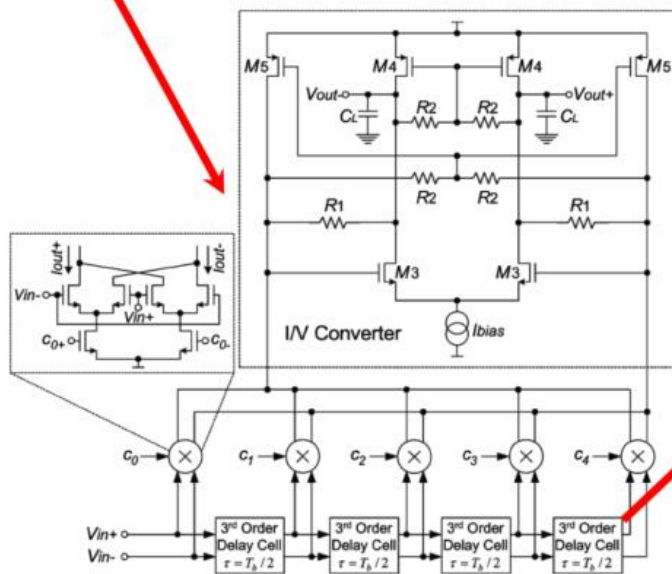 M5 M4 M4 M5
Vout- Vout+
CL R2 R2 CL
R2 R2
R1 R1
M3 M3
I/V Converter Ibias
Iout+ Iout-
Vin- Vin+
c0+ c0-
c0 c1 c2 c3 c4
Vin+
Vin-
3rd Order 3rd Order 3rd Order 3rd Order
Delay Cell Delay Cell Delay Cell Delay Cell
τ = Tb / 2 τ = Tb / 2 τ = Tb / 2 τ = Tb / 2